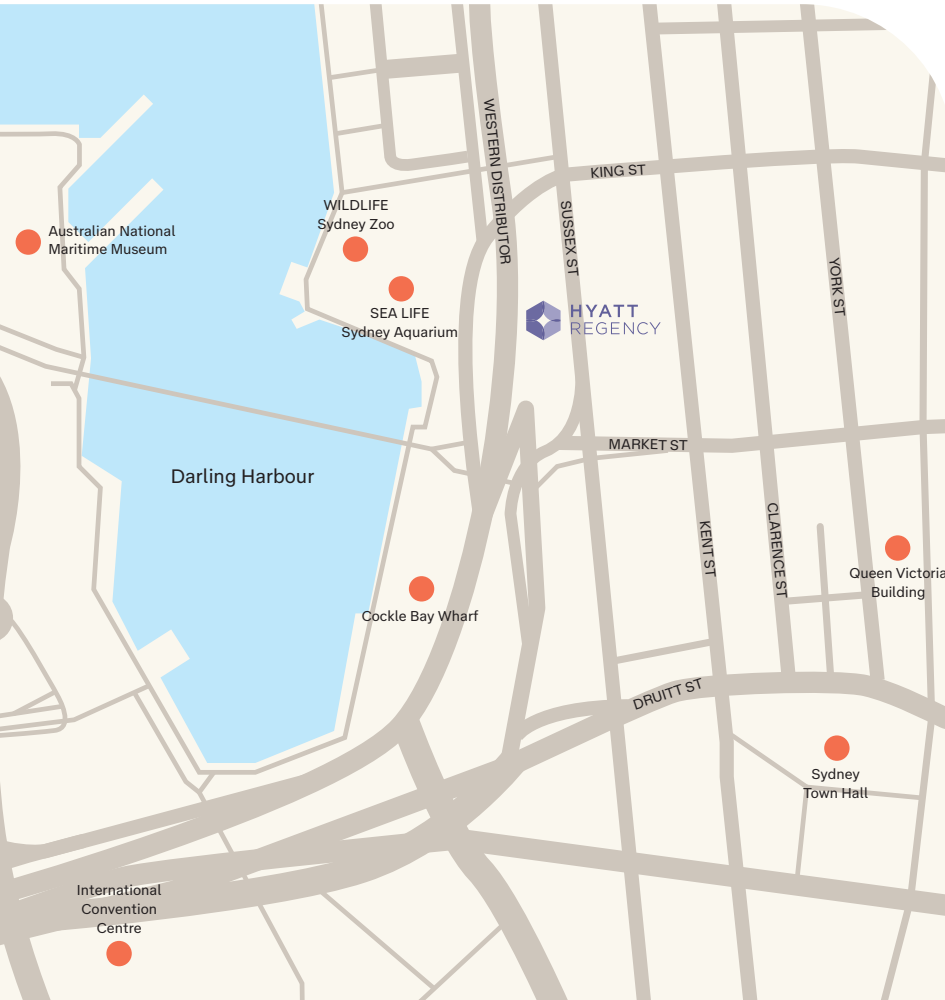 WESTERN DISTRIBUTOR
KING ST
WILDLIFE
Sydney Zoo
SUSSEX ST
Australian National
Maritime Museum
YORK ST
SEA LIFE
Sydney Aquarium
HYATT
REGENCY
MARKET ST
Darling Harbour
KENT ST
CLARENCE ST
Queen Victoria
Building
Cockle Bay Wharf
DRUITT ST
Sydney
Town Hall
International
Convention
Centre